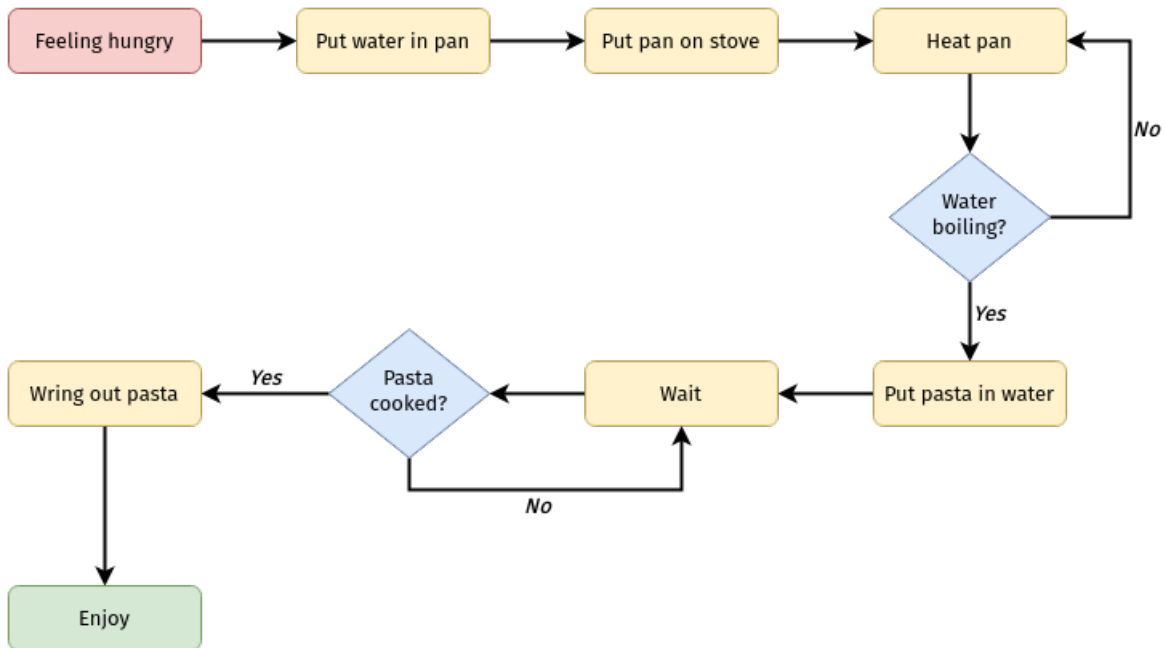 Feeling hungry
Put water in pan
Put pan on stove
Heat pan
No
Water
boiling?
Yes
Put pasta in water
Wait
Pasta
cooked?
No
Yes
Wring out pasta
Enjoy